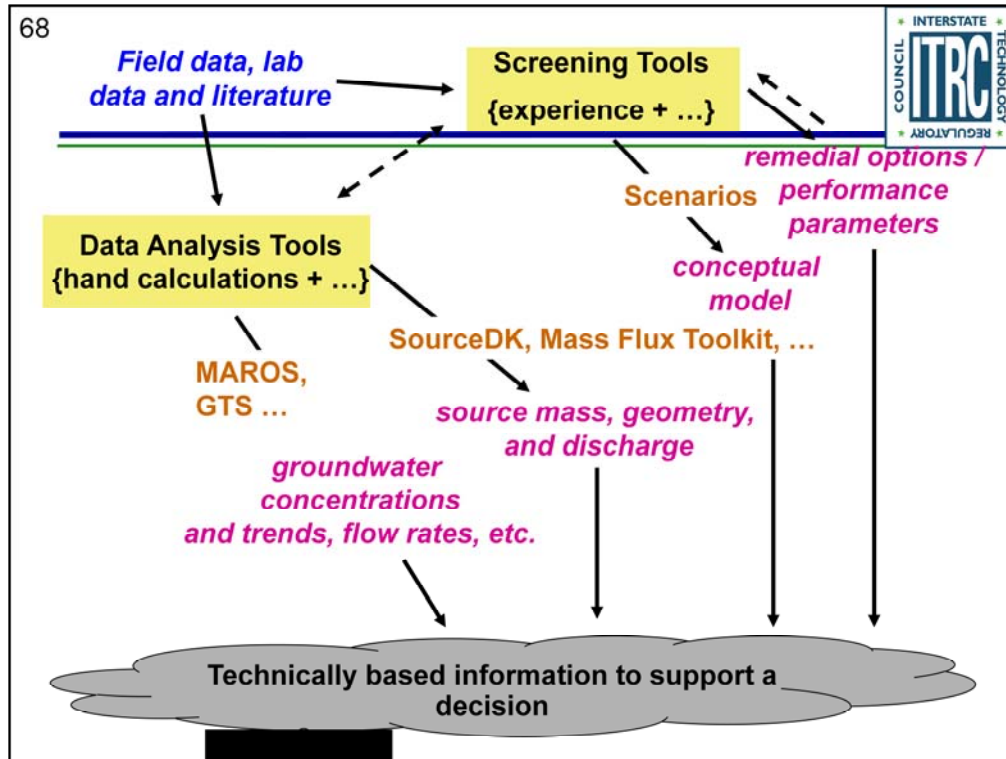 68
INTERSTATE
COUNCIL
ITRC
TECHNOLOGY
REGULATORY
Field data, lab
data and literature
Screening Tools
{experience + …}
remedial options /
performance
parameters
Scenarios
Data Analysis Tools
{hand calculations + …}
conceptual
model
SourceDK, Mass Flux Toolkit, …
MAROS,
GTS …
source mass, geometry,
and discharge
groundwater
concentrations
and trends, flow rates, etc.
Technically based information to support a
decision